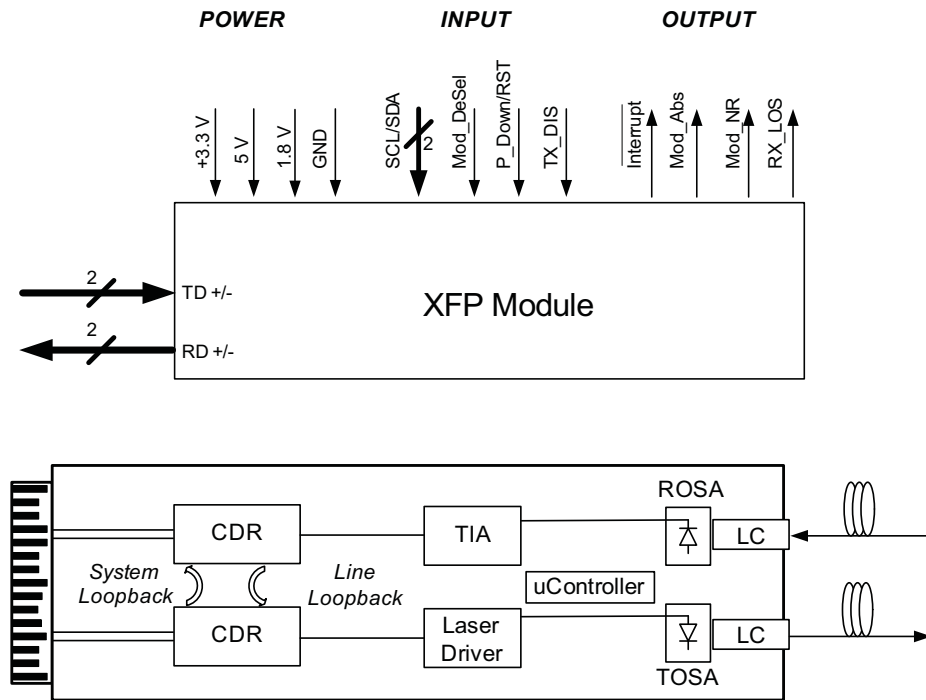 POWER INPUT OUTPUT
+3.3 V
5 V
1.8 V
GND
SCL/SDA
2
Mod_DeSel
P_Down/RST
TX_DIS
Interrupt
Mod_Abs
Mod_NR
RX_LOS
2
TD +/-
XFP Module
2
RD +/-
ROSA
CDR TIA LC
System
Loopback
Line
Loopback
uController
CDR Laser
Driver
LC
TOSA